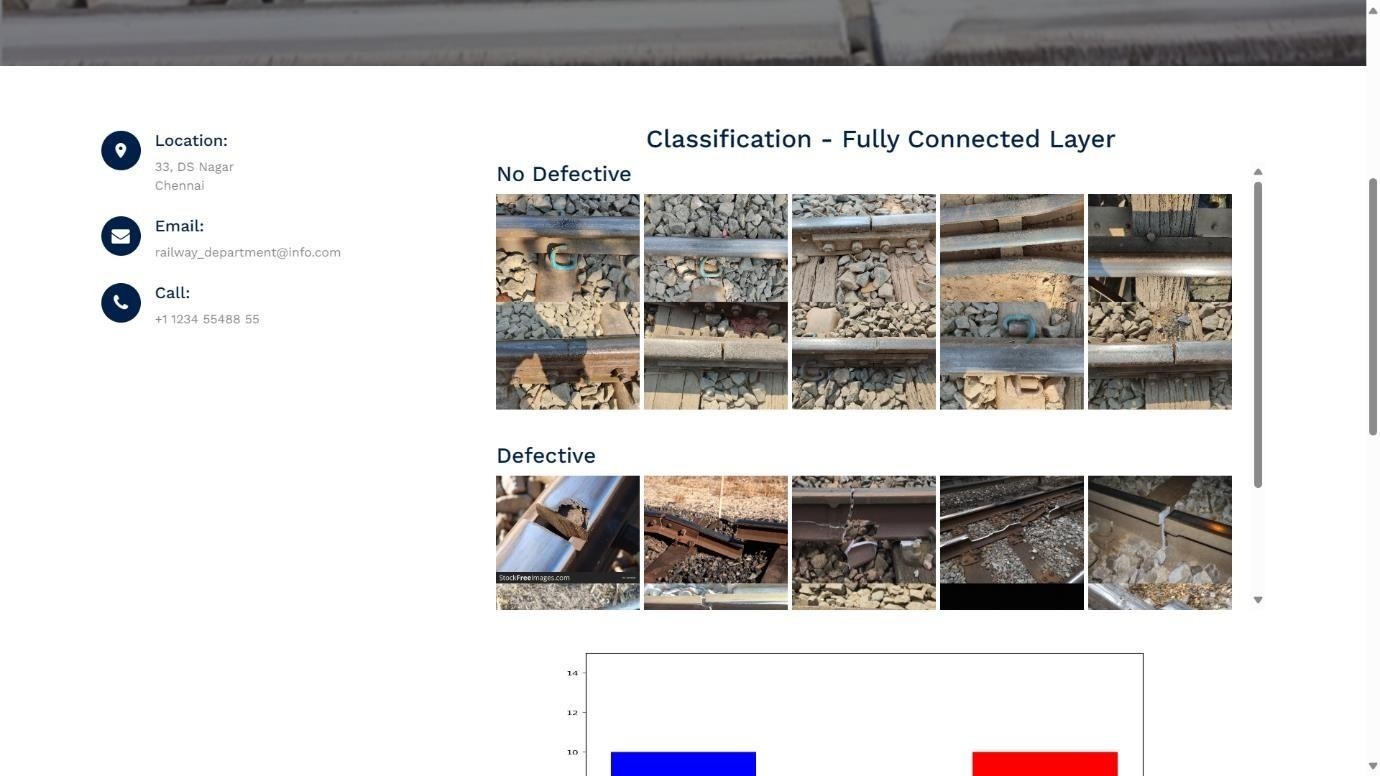 Location:
33, DS Nagar
Chennai
Email:
railway_department@info.com
Call:
+1 1234 55488 55
Classification - Fully Connected Layer
No Defective
Defective
StockFreeImages.com
14
12
10